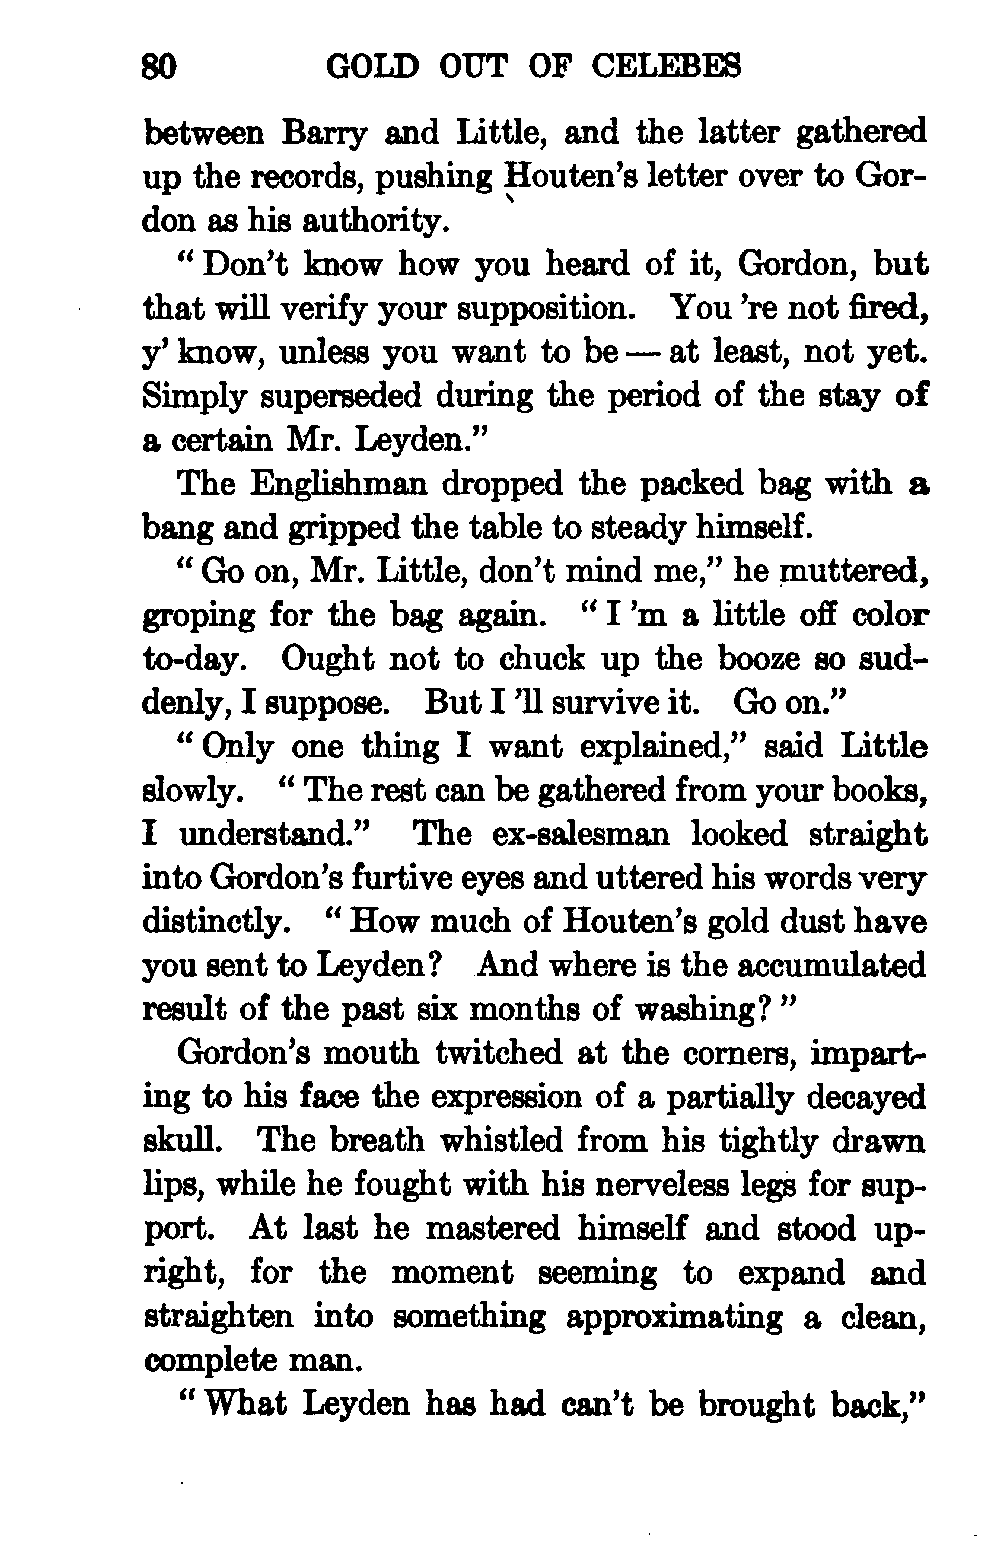 80 GOLD OUT OF CELEBES
between Barry and Little, and the latter gathered
up the records, pushing Houten's letter over to Gor-
don as his authority.
" Don't know how you heard of it, Gordon, but
that will verify your supposition. You 're not fired,
y' know, unless you want to be — at least, not yet.
Simply superseded during the period of the stay of
a certain Mr. Leyden."
The Englishman dropped the packed bag with a
bang and gripped the table to steady himself.
" Go on, Mr. Little, don't mind me," he muttered,
groping for the bag again. " I 'm a little off color
to-day. Ought not to chuck up the booze so sud-
denly, I suppose. But I 'll survive it. Go on."
" Only one thing I want explained," said Little
slowly. " The rest can be gathered from your books,
I understand." The ex-salesman looked straight
into Gordon's furtive eyes and uttered his words very
distinctly. " How much of Houten's gold dust have
you sent to Leyden? And where is the accumulated
result of the past six months of washing? "
Gordon's mouth twitched at the corners, impart-
ing to his face the expression of a partially decayed
skull. The breath whistled from his tightly drawn
lips, while he fought with his nerveless legs for sup-
port. At last he mastered himself and stood up-
right, for the moment seeming to expand and
straighten into something approximating a clean,
complete man.
" What Leyden has had can't be brought back,"